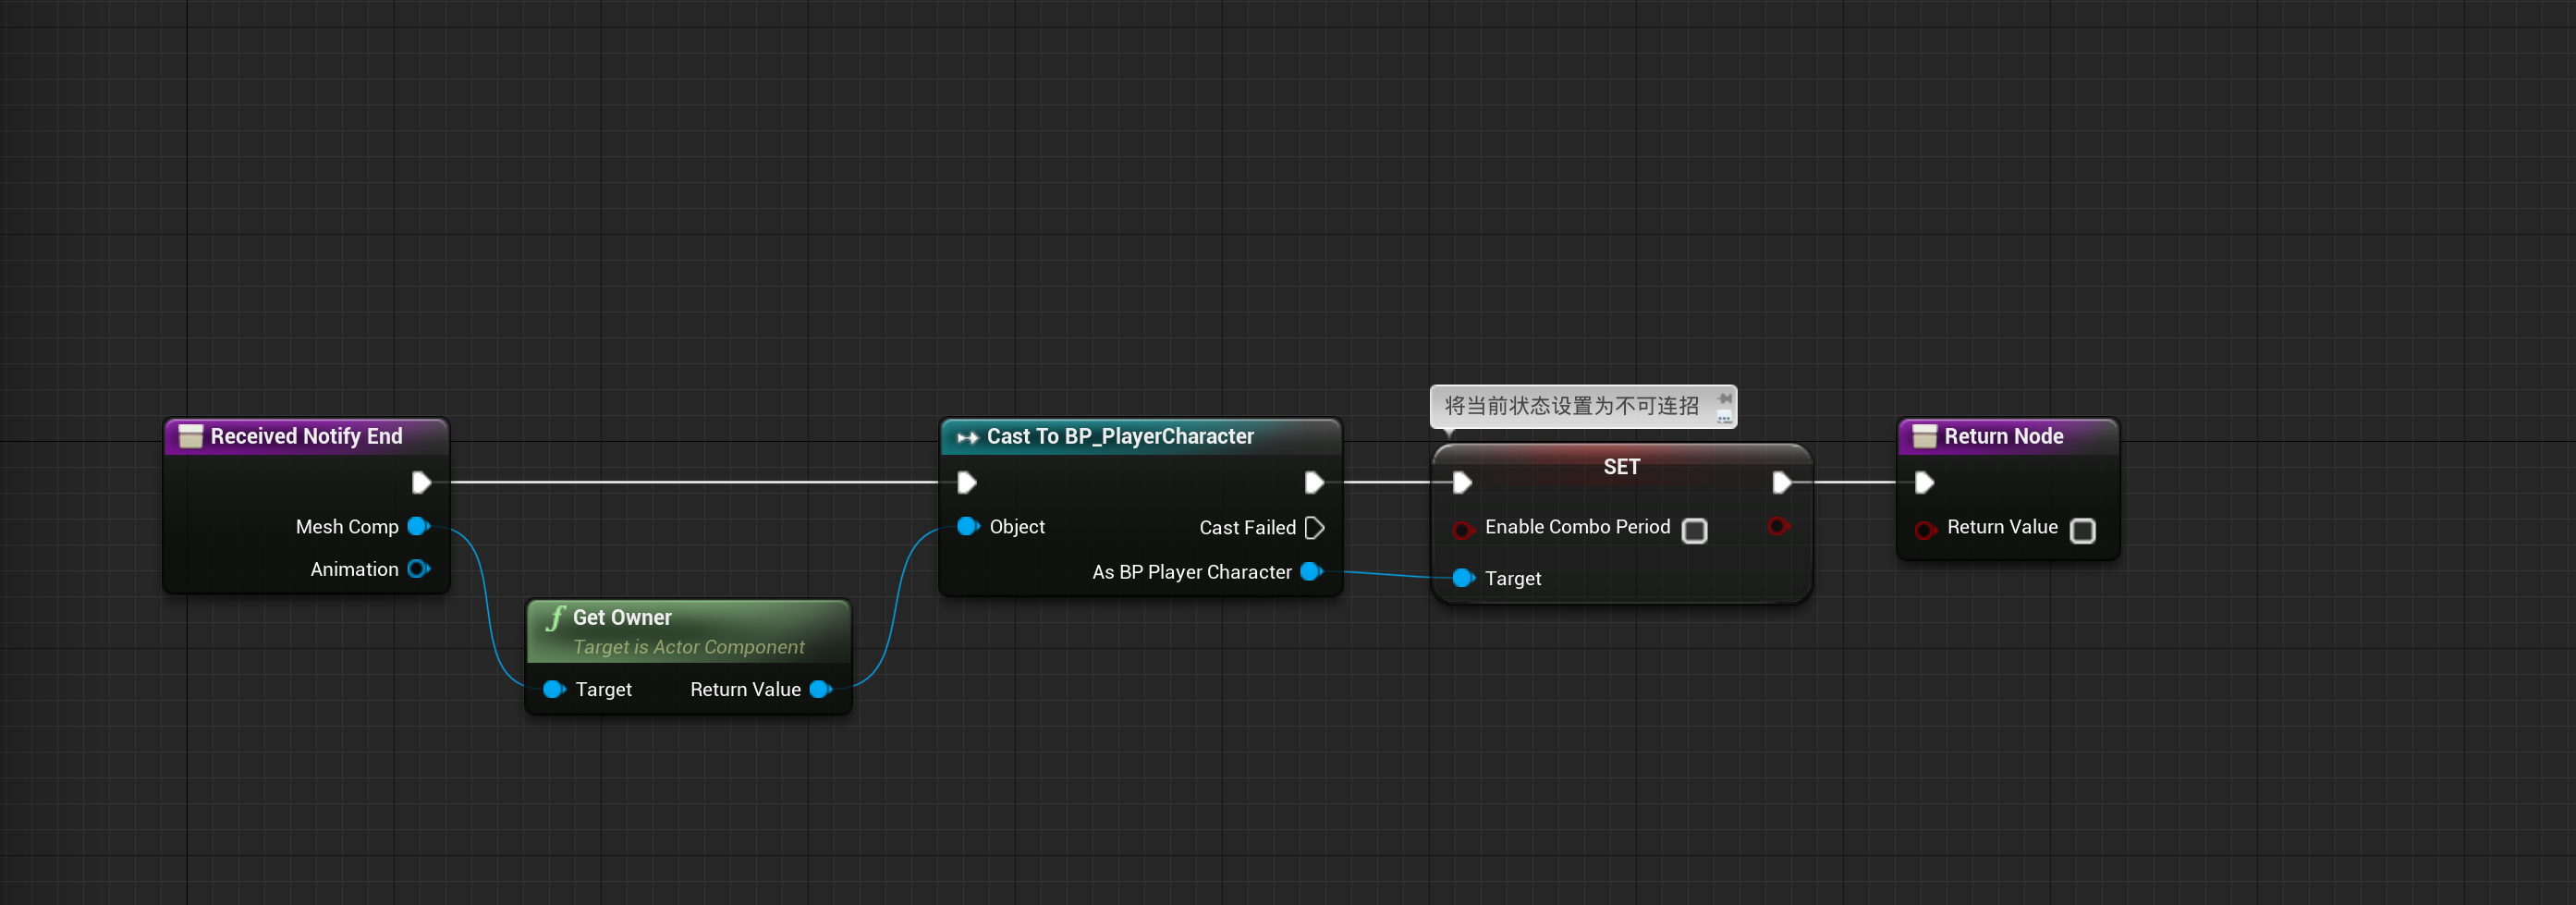 将当前状态设置为不可连招
Received Notify End
Mesh Comp
Animation
Get Owner
Target is Actor Component
Target
Return Value
Cast To BP_PlayerCharacter
Object
Cast Failed
As BP Player Character
SET
Enable Combo Period
Target
Return Node
Return Value